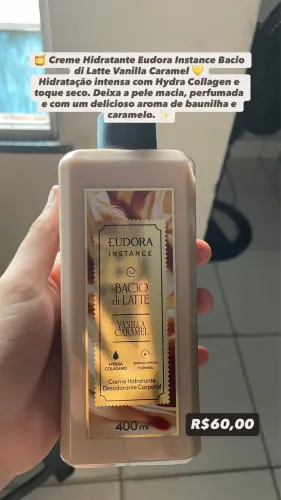 🍯 Creme Hidratante Eudora Instance Bacio
di Latte Vanilla Caramel 💛
Hidratação intensa com Hydra Collagen e
toque seco. Deixa a pele macia, perfumada
e com um delicioso aroma de baunilha e
caramelo. ✨
EUDORA
INSTANCE
BACIO
di LATTE
VANILLA
CARAMEL
HYDRA
COLÁGENO
Creme Hidratante
Desodorante Corporal
400 ml
R$60,00